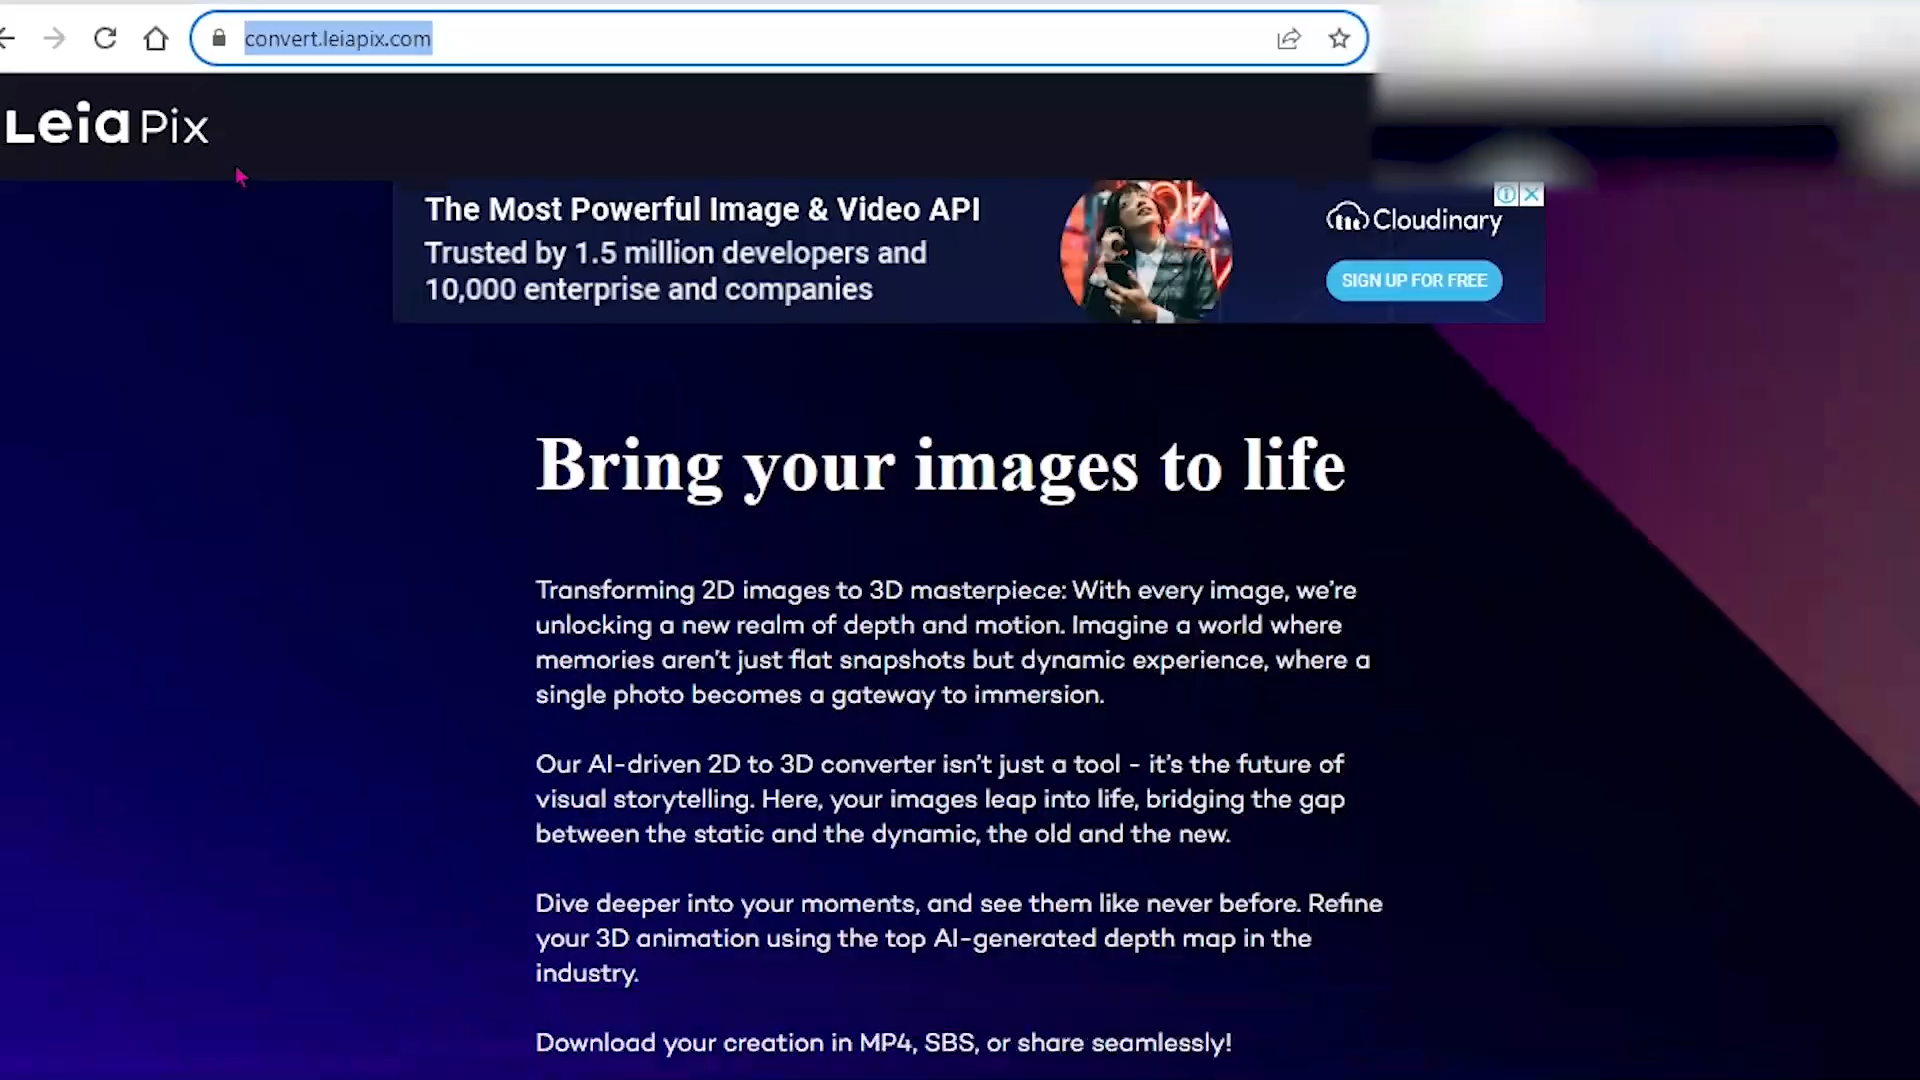 convert.leiapix.com
Leia Pix
The Most Powerful Image & Video API
Trusted by 1.5 million developers and
10,000 enterprise and companies
Cloudinary
SIGN UP FOR FREE
Bring your images to life
Transforming 2D images to 3D masterpiece: With every image, we're
unlocking a new realm of depth and motion. Imagine a world where
memories aren't just flat snapshots but dynamic experience, where a
single photo becomes a gateway to immersion.
Our AI-driven 2D to 3D converter isn't just a tool - it's the future of
visual storytelling. Here, your images leap into life, bridging the gap
between the static and the dynamic, the old and the new.
Dive deeper into your moments, and see them like never before. Refine
your 3D animation using the top AI-generated depth map in the
industry.
Download your creation in MP4, SBS, or share seamlessly!